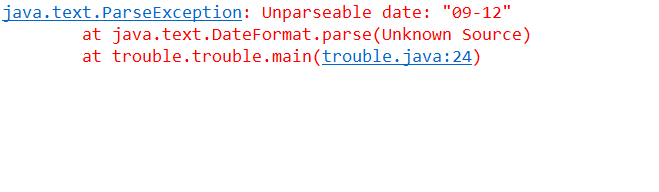 java.text.ParseException: Unparseable date: "09-12"
at java.text.DateFormat.parse(Unknown Source)
at trouble.trouble.main(trouble.java:24)